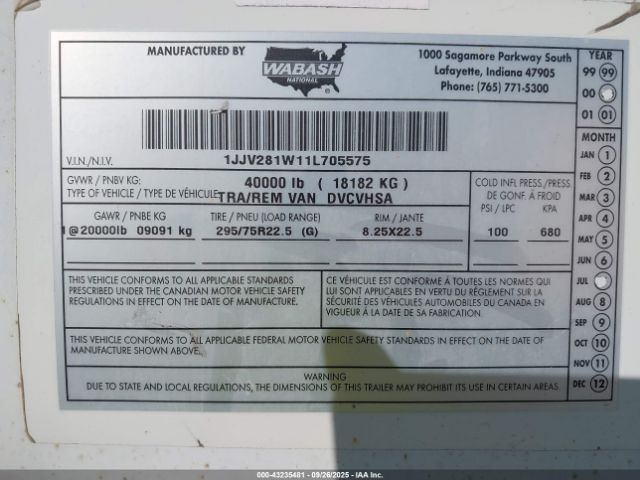 MANUFACTURED BY
WABASH
NATIONAL
1000 Sagamore Parkway South
Lafayette, Indiana 47905
Phone: (765) 771-5300
YEAR
99 99
00
01 01
MONTH
JAN 1
FEB 2
MAR 3
APR 4
MAY 5
JUN 6
JUL
AUG 8
SEP 9
OCT 10
NOV 11
DEC 12
V.I.N./N.I.V. 1JJV281W11L705575
GVWR / PNBV KG: 40000 lb ( 18182 KG )
TYPE OF VEHICLE / TYPE DE VÉHICULE: TRA/REM VAN DVCVHSA
COLD INFL PRESS./PRESS.
DE GONF. À FROID
PSI / LPC KPA
100 680
GAWR / PNBE KG TIRE / PNEU (LOAD RANGE) RIM / JANTE
1@20000lb 09091 kg 295/75R22.5 (G) 8.25X22.5
THIS VEHICLE CONFORMS TO ALL APPLICABLE STANDARDS
PRESCRIBED UNDER THE CANADIAN MOTOR VEHICLE SAFETY
REGULATIONS IN EFFECT ON THE DATE OF MANUFACTURE.
CE VÉHICULE EST CONFORME À TOUTES LES NORMES QUI
LUI SONT APPLICABLES EN VERTU DU RÉGLEMENT SUR LA
SÉCURITÉ DES VÉHICULES AUTOMOBILES DU CANADA EN
VIGUEUR À LA DATE DE SA FABRICATION.
THIS VEHICLE CONFORMS TO ALL APPLICABLE FEDERAL MOTOR VEHICLE SAFETY STANDARDS IN EFFECT ON THE DATE OF
MANUFACTURE SHOWN ABOVE.
WARNING
DUE TO STATE AND LOCAL REGULATIONS, THE DIMENSIONS OF THIS TRAILER MAY PROHIBIT ITS USE IN CERTAIN AREAS.
000-43235481 - 09/26/2025 - IAAI.COM